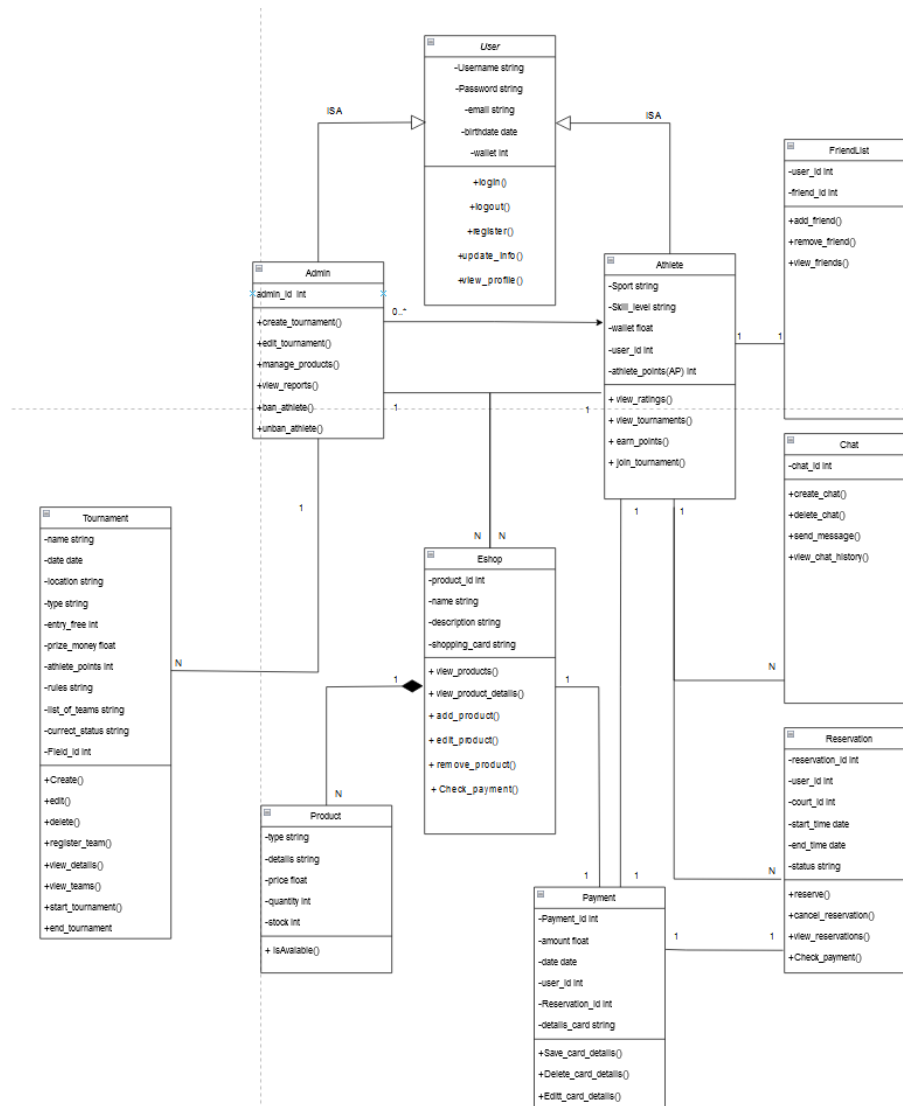 User
-Username string
-Password string
-email string
-birthdate date
-wallet int
+login()
+logout()
+register()
+update_info()
+view_profile()
ISA
ISA
FriendList
-user_id int
-friend_id int
+add_friend()
+remove_friend()
+view_friends()
Admin
admin_id int
+create_tournament()
+edit_tournament()
+manage_products()
+view_reports()
+ban_athlete()
+unban_athlete()
0..*
Athlete
-Sport string
-Skill_level string
-wallet float
-user_id int
-athlete_points(AP) int
+ view_ratings()
+ view_tournaments()
+ earn_points()
+ join_tournament()
1
1
1
1
Chat
-chat_id int
+create_chat()
+delete_chat()
+send_message()
+view_chat_history()
1
1
1
N
N
N
N
Tournament
-name string
-date date
-location string
-type string
-entry_free int
-prize_money float
-athlete_points int
-rules string
-list_of_teams string
-currect_status string
-Field_id int
+Create()
+edit()
+delete()
+register_team()
+view_details()
+view_teams()
+start_tournament()
+end_tournament
Eshop
-product_id int
-name string
-description string
-shopping_card string
+ view_products()
+ view_product_details()
+ add_product()
+ edit_product()
+ remove_product()
+ Check_payment()
1
1
N
Product
-type string
-details string
-price float
-quantity int
-stock int
+ isAvalable()
Reservation
-reservation_id int
-user_id int
-court_id int
-start_time date
-end_time date
-status string
+reserve()
+cancel_reservation()
+view_reservations()
+Check_payment()
1
1
N
1
1
Payment
-Payment_id int
-amount float
-date date
-user_id int
-Reservation_id int
-details_card string
+Save_card_details()
+Delete_card_details()
+Editt_card_details()